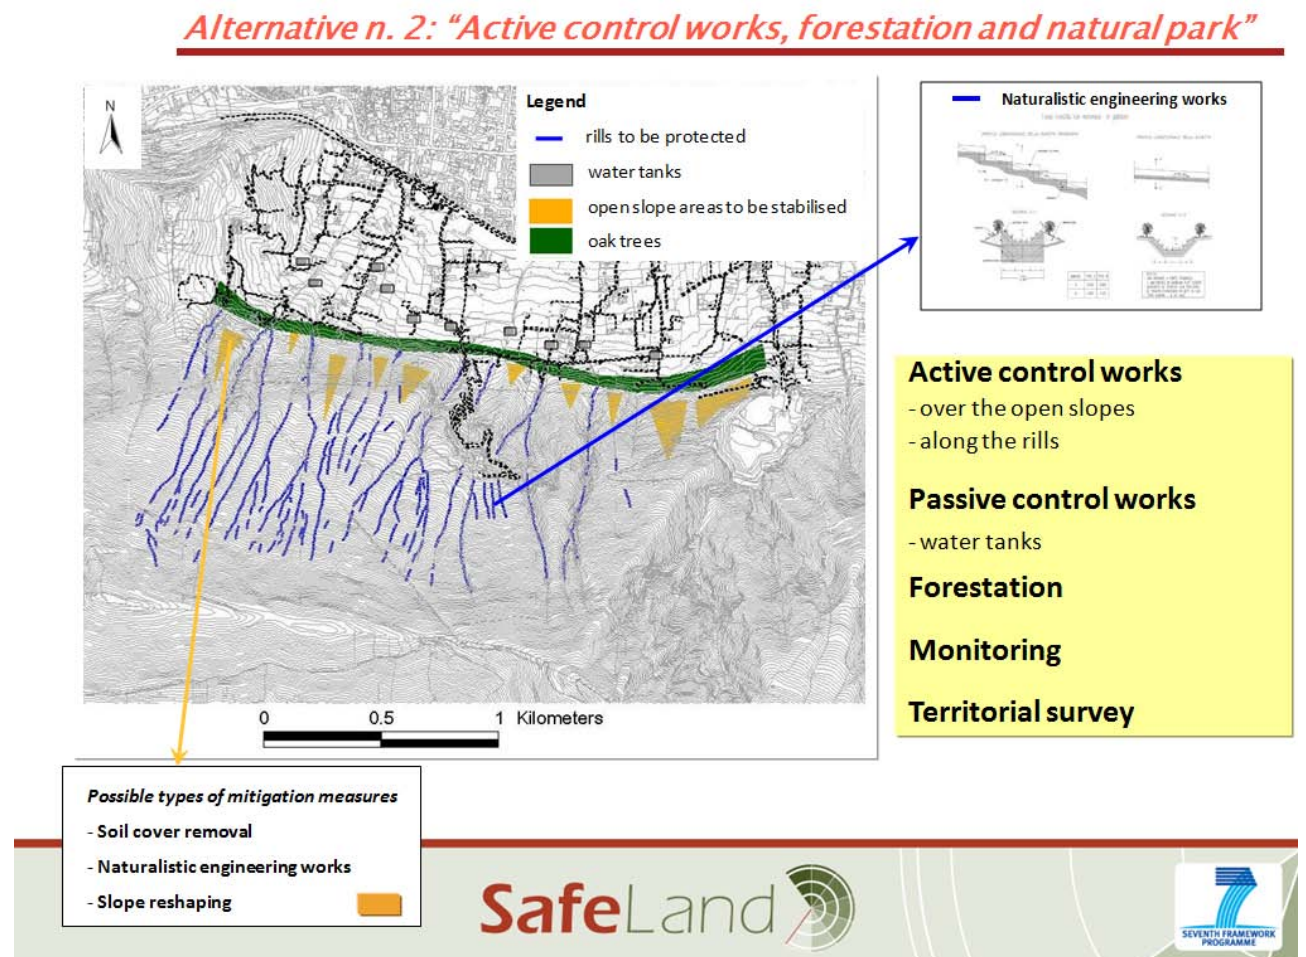 Alternative n. 2: “Active control works, forestation and natural park”
N
Legend
rills to be protected
water tanks
open slope areas to be stabilised
oak trees
Naturalistic engineering works
Active control works
- over the open slopes
- along the rills
Passive control works
- water tanks
Forestation
Monitoring
Territorial survey
0 0.5 1 Kilometers
Possible types of mitigation measures
- Soil cover removal
- Naturalistic engineering works
- Slope reshaping
SafeLand
SEVENTH FRAMEWORK
PROGRAMME